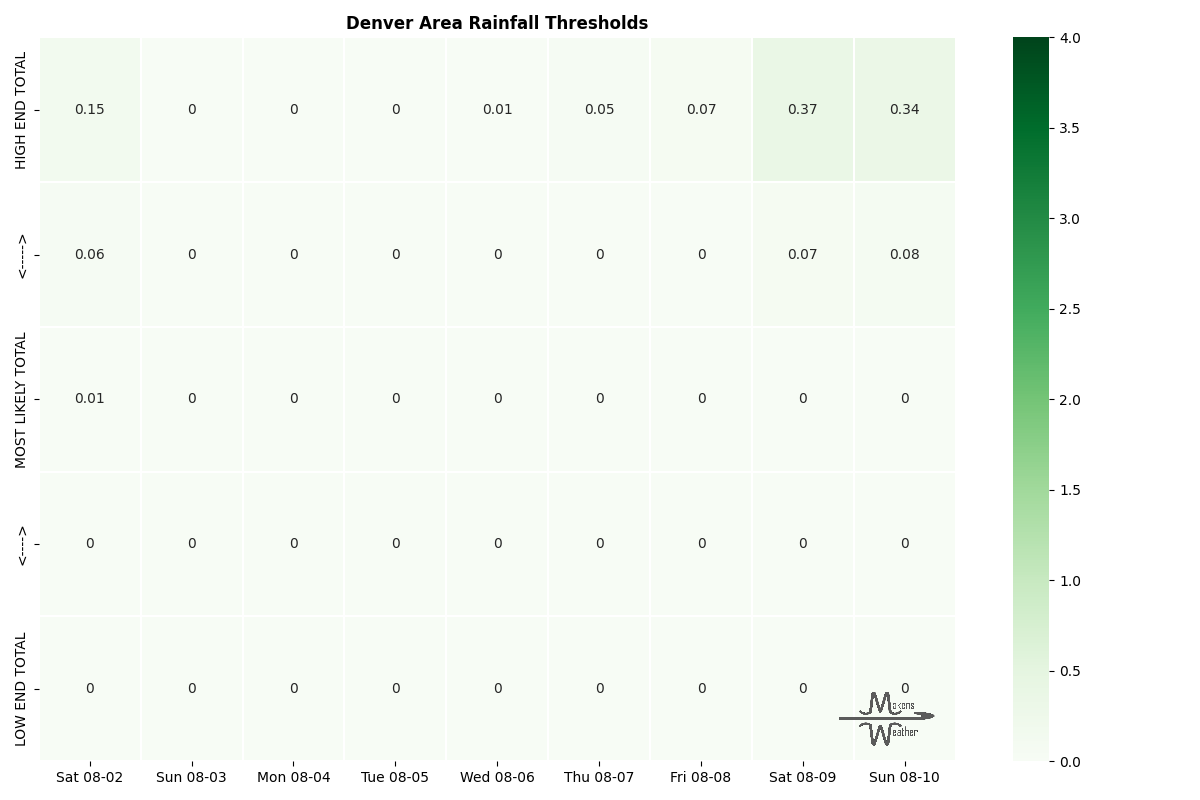 Denver Area Rainfall Thresholds
HIGH END TOTAL
0.15 0 0 0 0.01 0.05 0.07 0.37 0.34
<----->
0.06 0 0 0 0 0 0 0.07 0.08
MOST LIKELY TOTAL
0.01 0 0 0 0 0 0 0 0
<---->
0 0 0 0 0 0 0 0 0
LOW END TOTAL
0 0 0 0 0 0 0 0 0
Makens
Weather
Sat 08-02 Sun 08-03 Mon 08-04 Tue 08-05 Wed 08-06 Thu 08-07 Fri 08-08 Sat 08-09 Sun 08-10
4.0
3.5
3.0
2.5
2.0
1.5
1.0
0.5
0.0